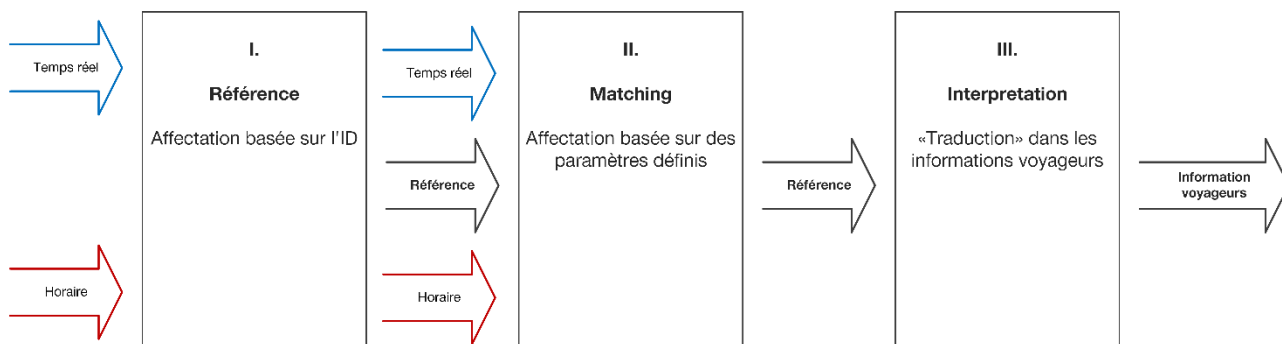 Temps réel
Horaire
I.
Référence
Affectation basée sur l'ID
Temps réel
Référence
Horaire
II.
Matching
Affectation basée sur des
paramètres définis
Référence
III.
Interpretation
«Traduction» dans les
informations voyageurs
Information
voyageurs